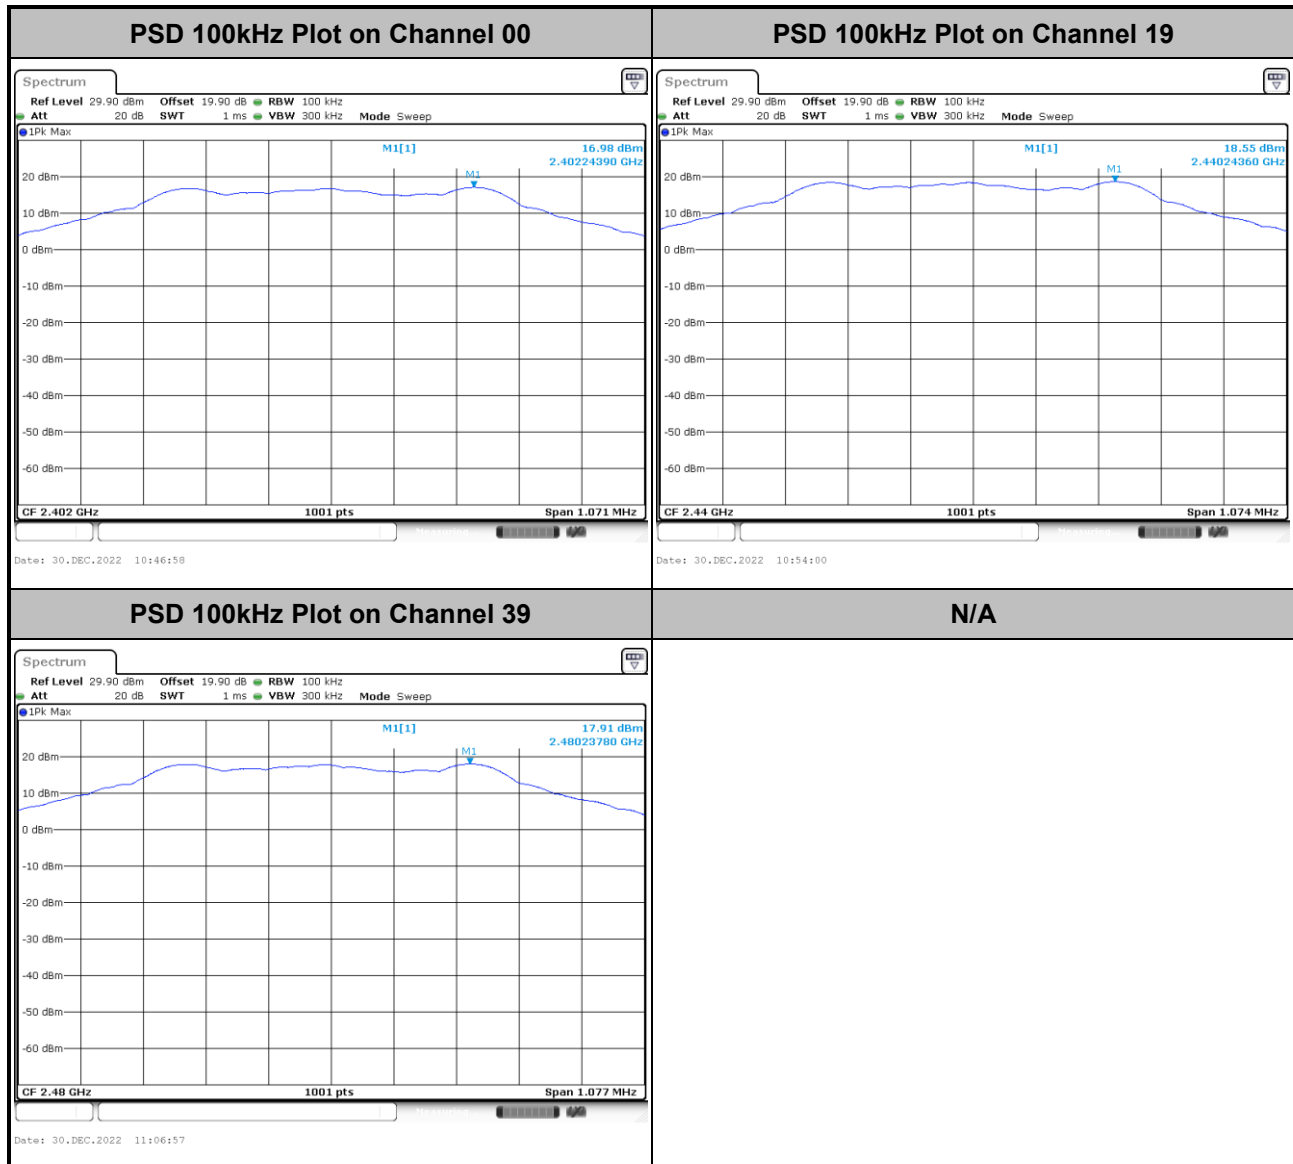 PSD 100kHz Plot on Channel 00
Spectrum
Ref Level 29.90 dBm Offset 19.90 dB RBW 100 kHz
Att 20 dB SWT 1 ms VBW 300 kHz Mode Sweep
1Pk Max
M1[1] 16.98 dBm
2.40224390 GHz
M1
20 dBm
10 dBm
0 dBm
-10 dBm
-20 dBm
-30 dBm
-40 dBm
-50 dBm
-60 dBm
CF 2.402 GHz 1001 pts Span 1.071 MHz
Measuring
Date: 30.DEC.2022 10:46:58
PSD 100kHz Plot on Channel 19
Spectrum
Ref Level 29.90 dBm Offset 19.90 dB RBW 100 kHz
Att 20 dB SWT 1 ms VBW 300 kHz Mode Sweep
1Pk Max
M1[1] 18.55 dBm
2.44024360 GHz
M1
20 dBm
10 dBm
0 dBm
-10 dBm
-20 dBm
-30 dBm
-40 dBm
-50 dBm
-60 dBm
CF 2.44 GHz 1001 pts Span 1.074 MHz
Measuring
Date: 30.DEC.2022 10:54:00
PSD 100kHz Plot on Channel 39
Spectrum
Ref Level 29.90 dBm Offset 19.90 dB RBW 100 kHz
Att 20 dB SWT 1 ms VBW 300 kHz Mode Sweep
1Pk Max
M1[1] 17.91 dBm
2.48023780 GHz
M1
20 dBm
10 dBm
0 dBm
-10 dBm
-20 dBm
-30 dBm
-40 dBm
-50 dBm
-60 dBm
CF 2.48 GHz 1001 pts Span 1.077 MHz
Measuring
Date: 30.DEC.2022 11:06:57
N/A